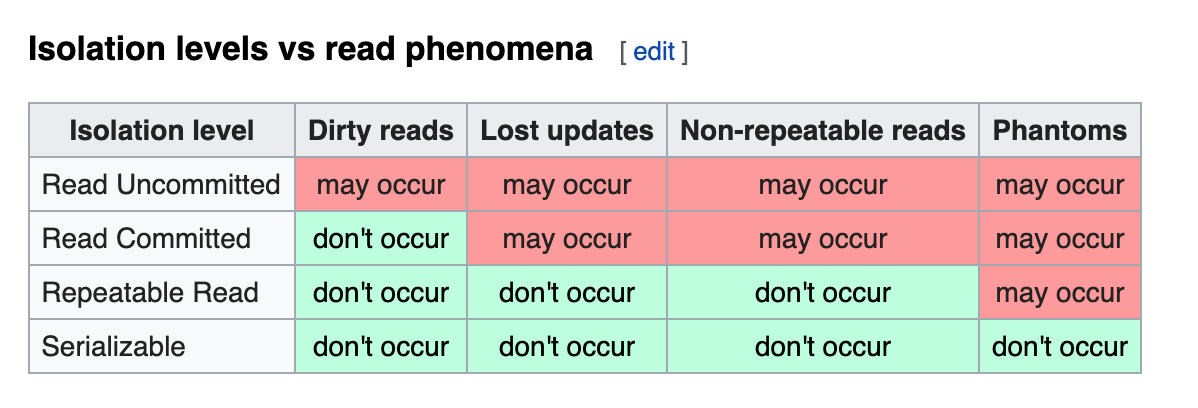 Isolation levels vs read phenomena [ edit ]
Isolation level Dirty reads Lost updates Non-repeatable reads Phantoms
Read Uncommitted may occur may occur may occur may occur
Read Committed don't occur may occur may occur may occur
Repeatable Read don't occur don't occur don't occur may occur
Serializable don't occur don't occur don't occur don't occur